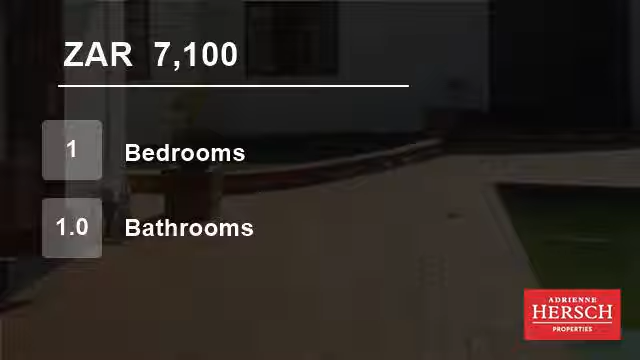 ZAR 7,100
1 Bedrooms
1.0 Bathrooms
ADRIENNE
HERSCH
PROPERTIES